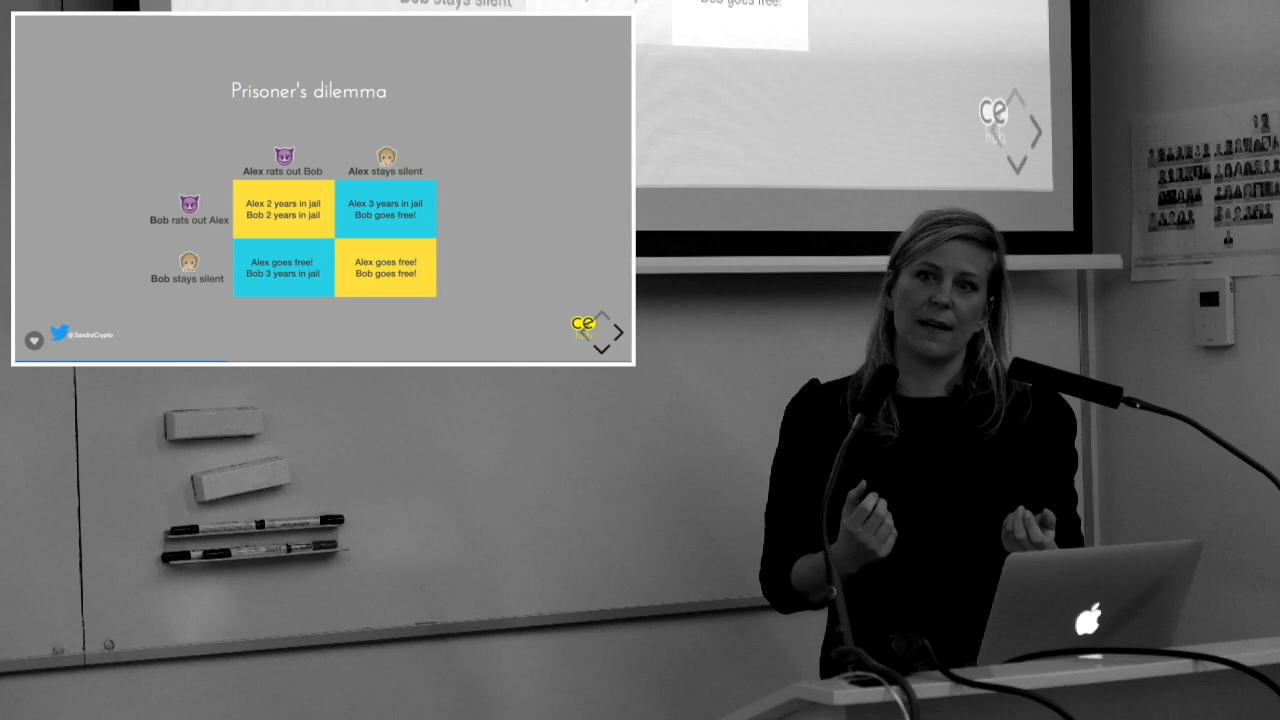 Bob stays silent
Bob goes free!
ce
hub
Prisoner's dilemma
Alex rats out Bob
Alex stays silent
Bob rats out Alex
Alex 2 years in jail
Bob 2 years in jail
Alex 3 years in jail
Bob goes free!
Bob stays silent
Alex goes free!
Bob 3 years in jail
Alex goes free!
Bob goes free!
@SandraCrypto
ce
hub